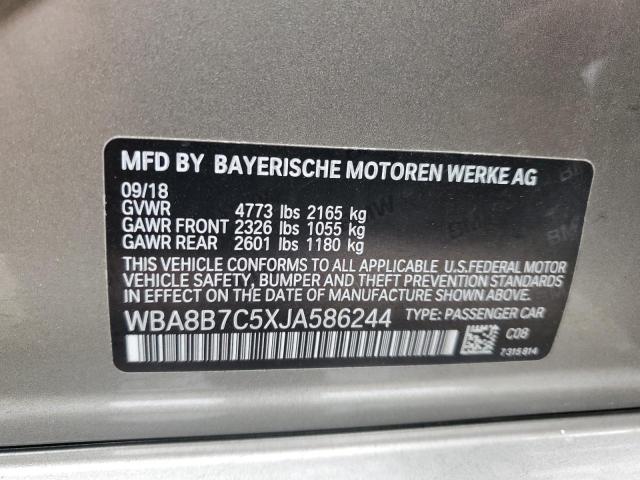 MFD BY BAYERISCHE MOTOREN WERKE AG
09/18
GVWR 4773 lbs 2165 kg
GAWR FRONT 2326 lbs 1055 kg
GAWR REAR 2601 lbs 1180 kg
THIS VEHICLE CONFORMS TO ALL APPLICABLE U.S.FEDERAL MOTOR
VEHICLE SAFETY, BUMPER AND THEFT PREVENTION STANDARDS
IN EFFECT ON THE DATE OF MANUFACTURE SHOWN ABOVE.
WBA8B7C5XJA586244 TYPE: PASSENGER CAR
C08
7315814